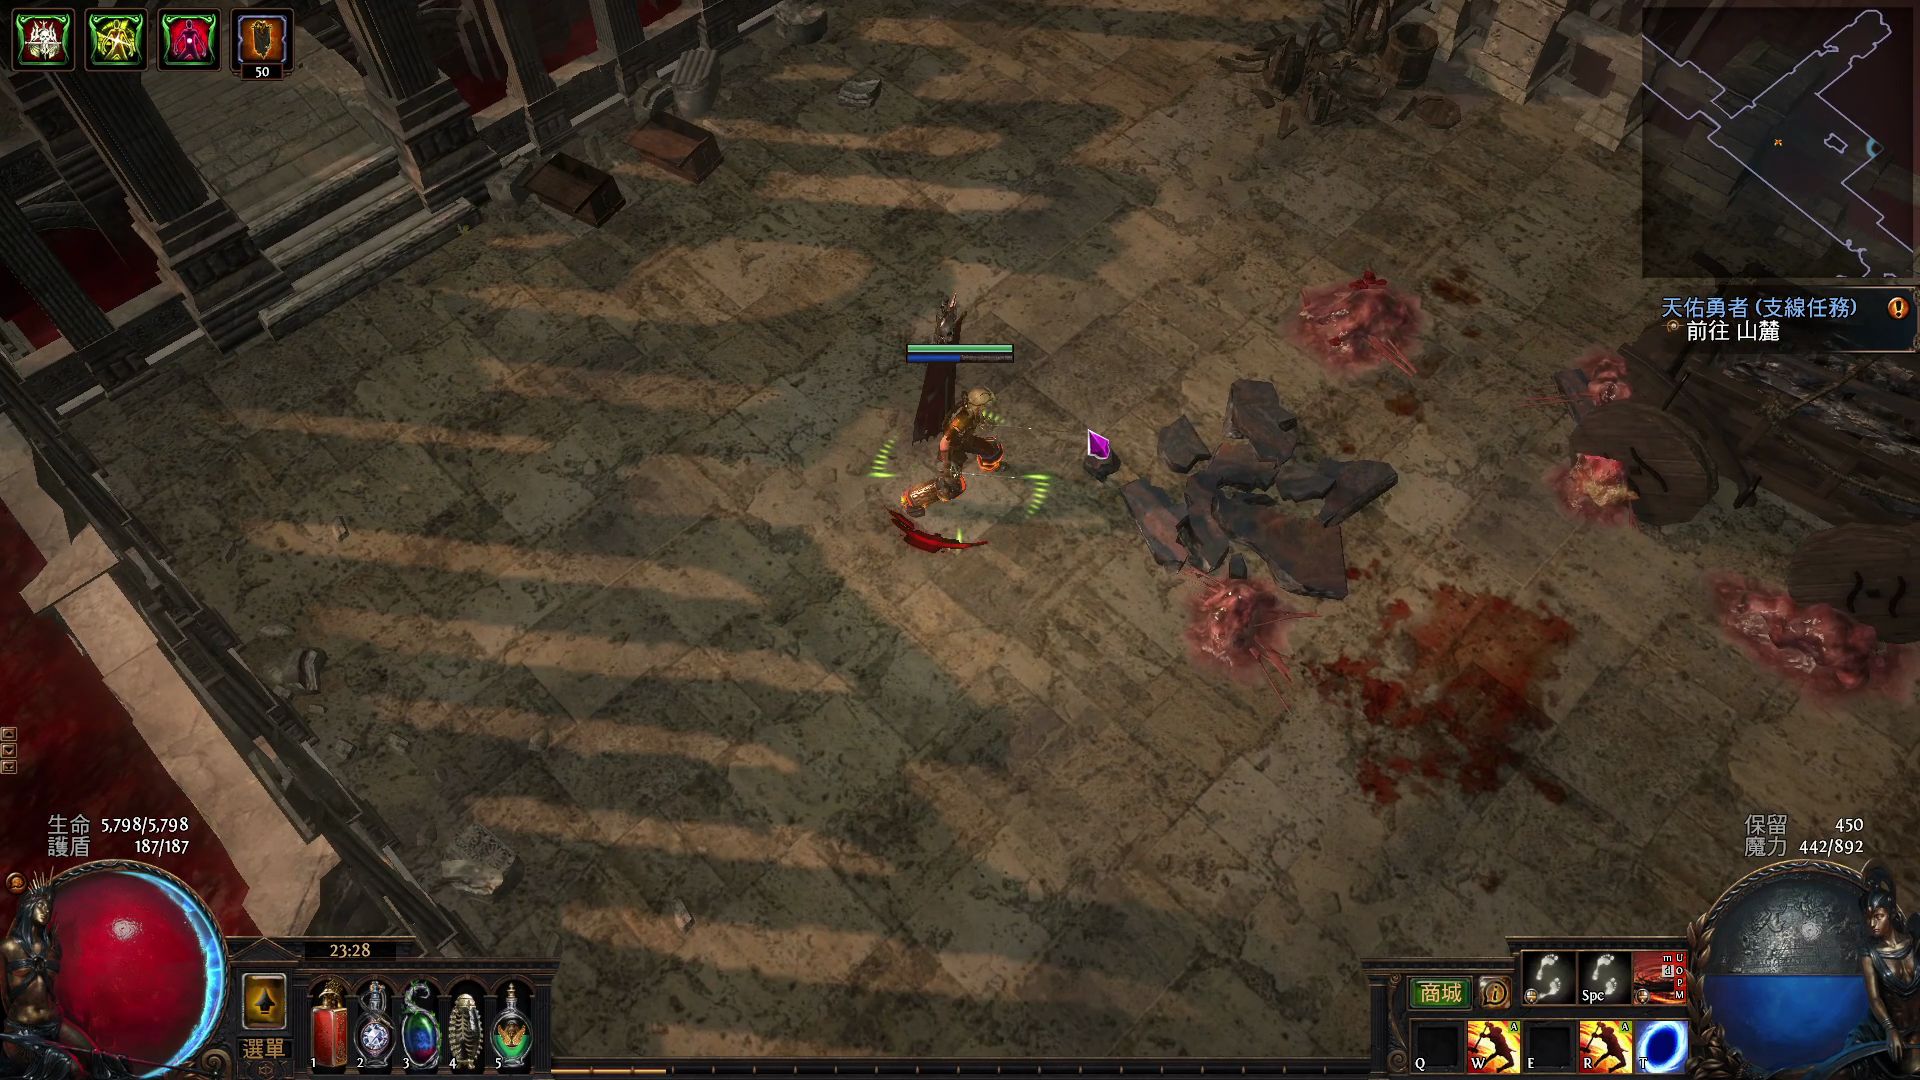 50
天佑勇者 (支線任務)
前往 山麓
生命 5,798/5,798
護盾 187/187
保留 450
魔力 442/892
23:28
選單
1 2 3 4 5
商城
Spc
m U
d O
P
M
Q W A E R A T